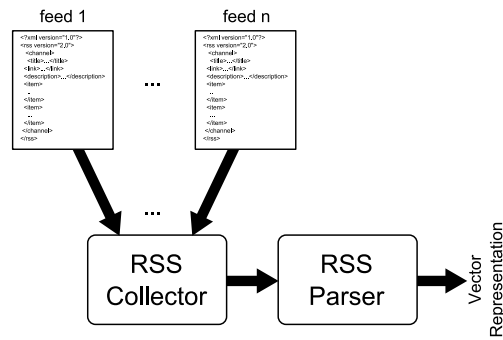 feed 1
feed n
<?xml version="1,0"?>
<rss version="2,0">
<channel>
<title>...</title>
<link>...</link>
<description>...</description>
<item>
..
</item>
<item>
...
</item>
</channel>
</rss>
...
<?xml version="1,0"?>
<rss version="2,0">
<channel>
<title>...</title>
<link>...</link>
<description>...</description>
<item>
..
</item>
<item>
...
</item>
</channel>
</rss>
...
RSS
Collector
RSS
Parser
Vector
Representation